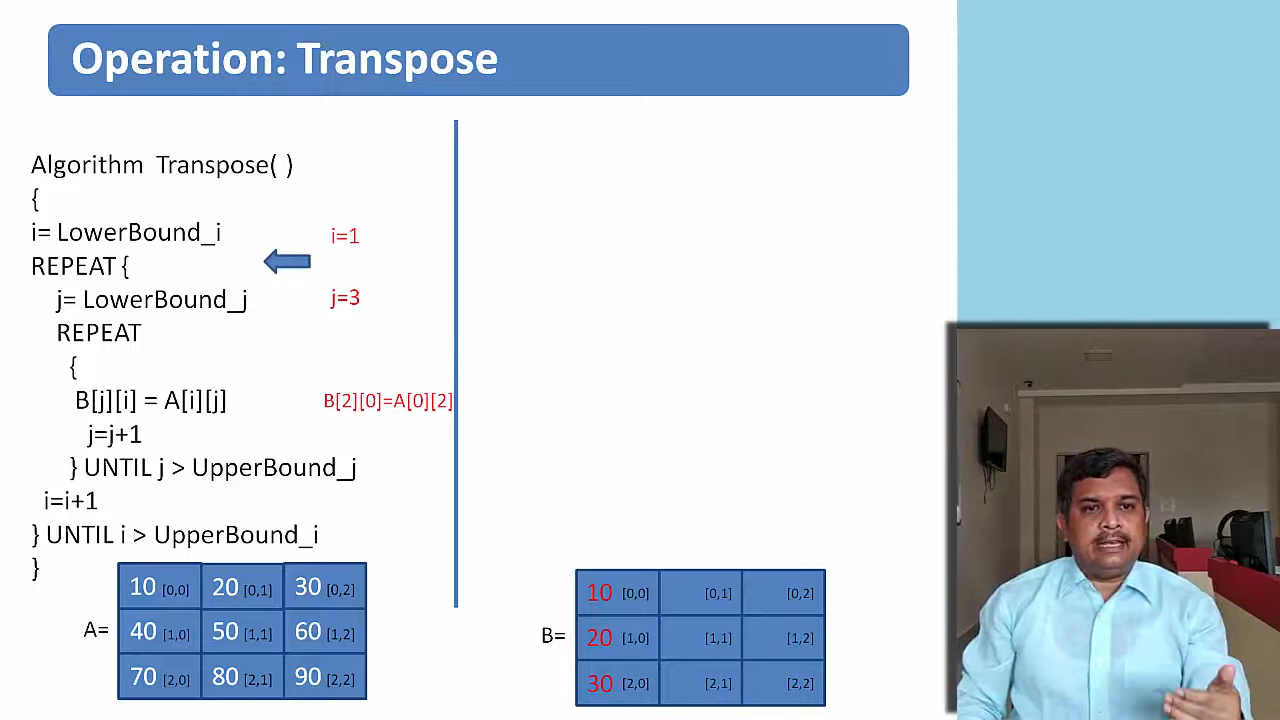 Operation: Transpose
Algorithm Transpose( )
{
i= LowerBound_i
i=1
REPEAT {
j= LowerBound_j
j=3
REPEAT
{
B[j][i] = A[i][j]
B[2][0]=A[0][2]
j=j+1
} UNTIL j > UpperBound_j
i=i+1
} UNTIL i > UpperBound_i
}
A=
10 [0,0] 20 [0,1] 30 [0,2]
40 [1,0] 50 [1,1] 60 [1,2]
70 [2,0] 80 [2,1] 90 [2,2]
B=
10 [0,0] [0,1] [0,2]
20 [1,0] [1,1] [1,2]
30 [2,0] [2,1] [2,2]